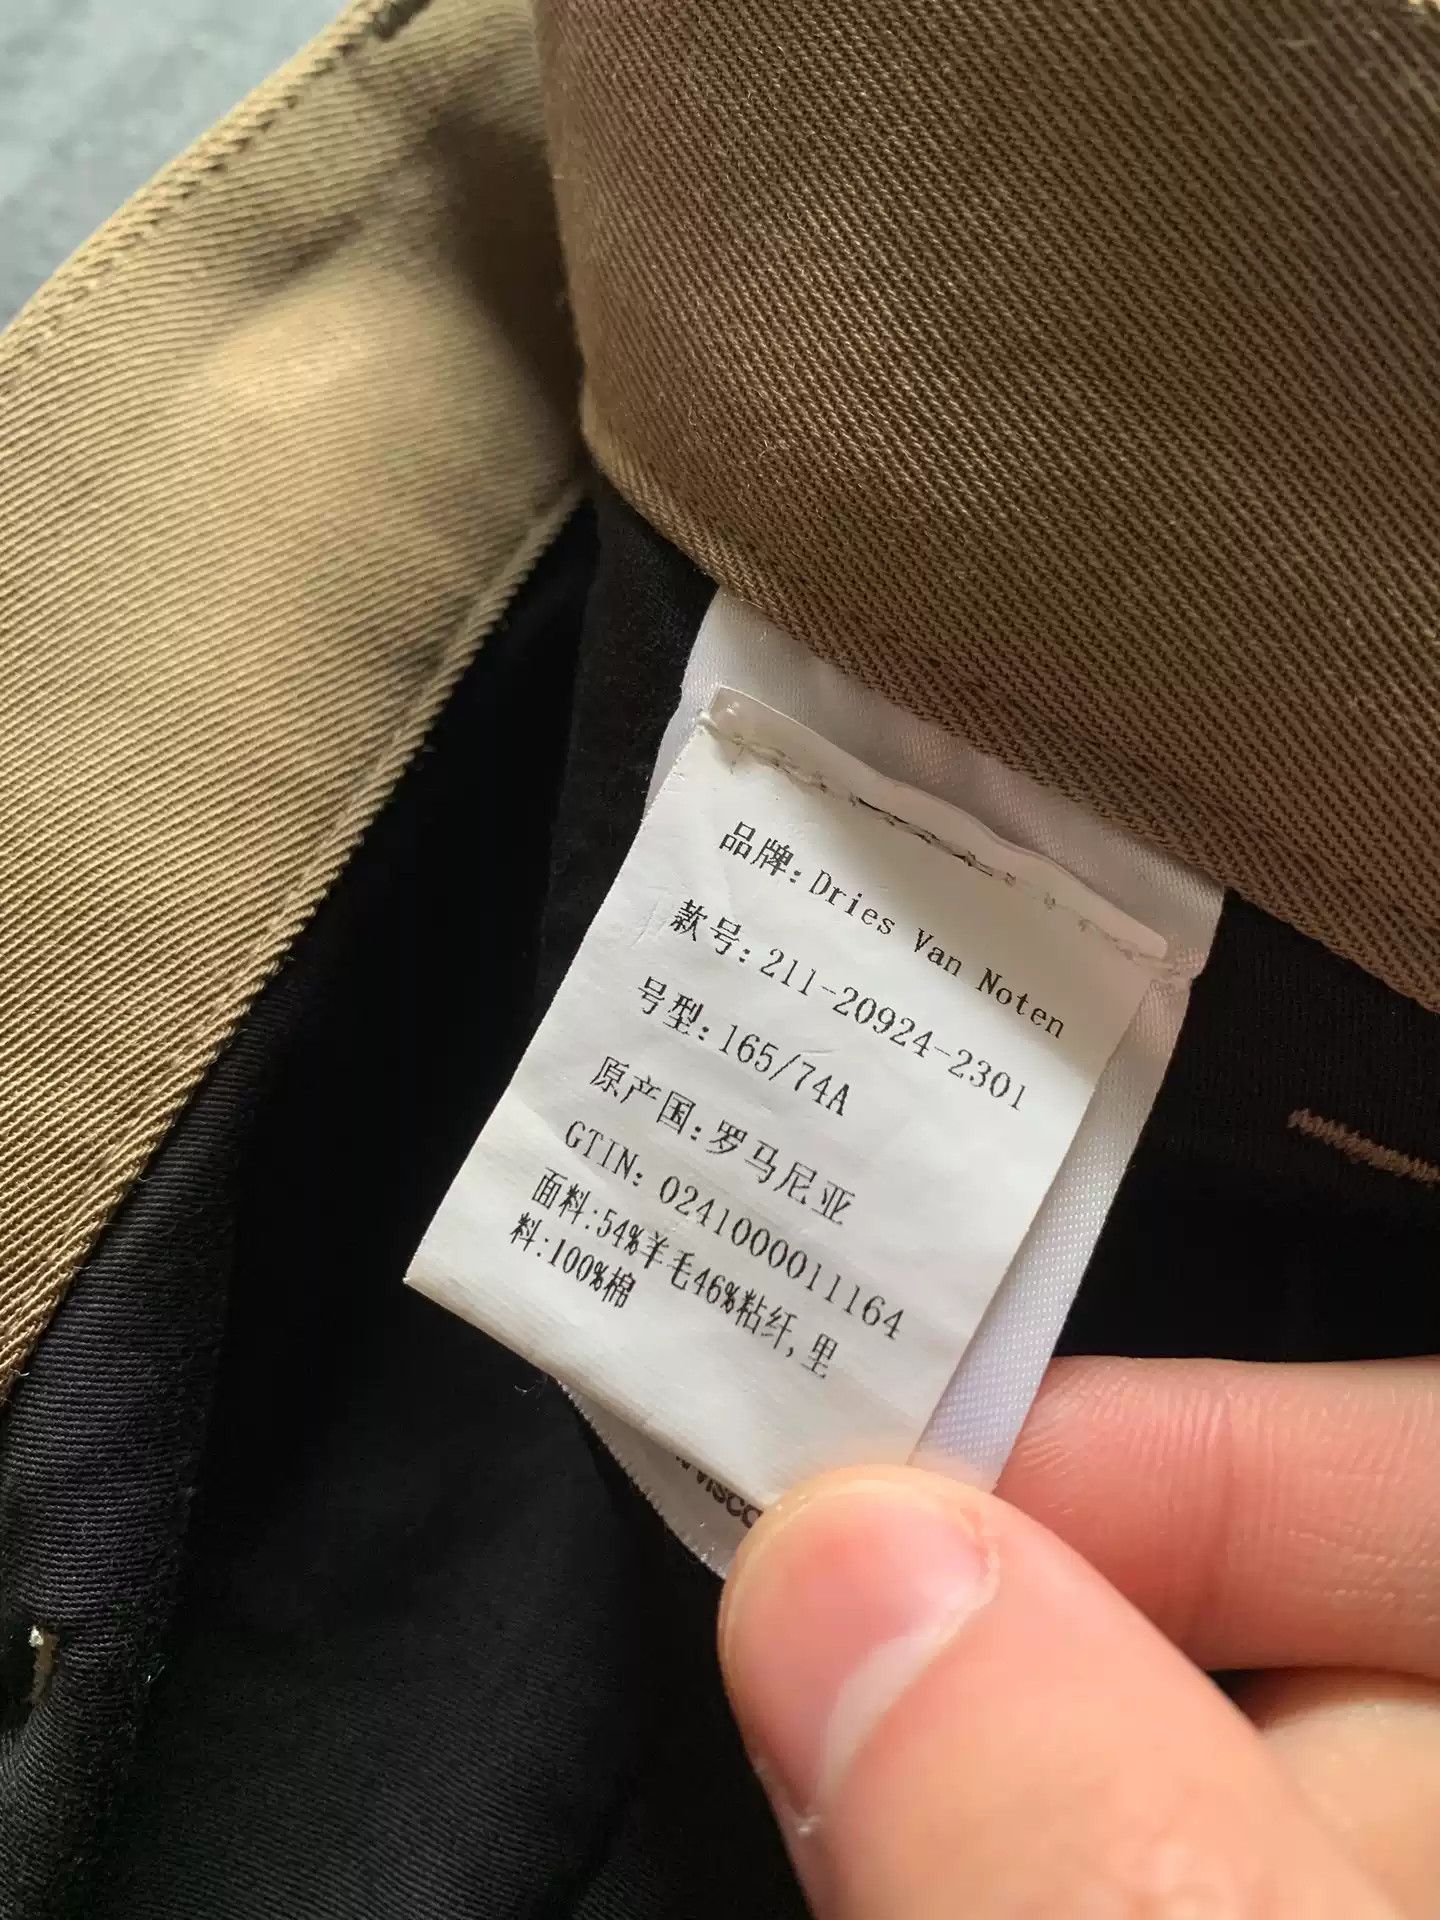 品牌: Dries Van Noten
款号: 211-20924-2301
号型: 165/74A
原产国: 罗马尼亚
GTIN: 0241000011164
面料:54%羊毛46%粘纤,里
料:100%棉